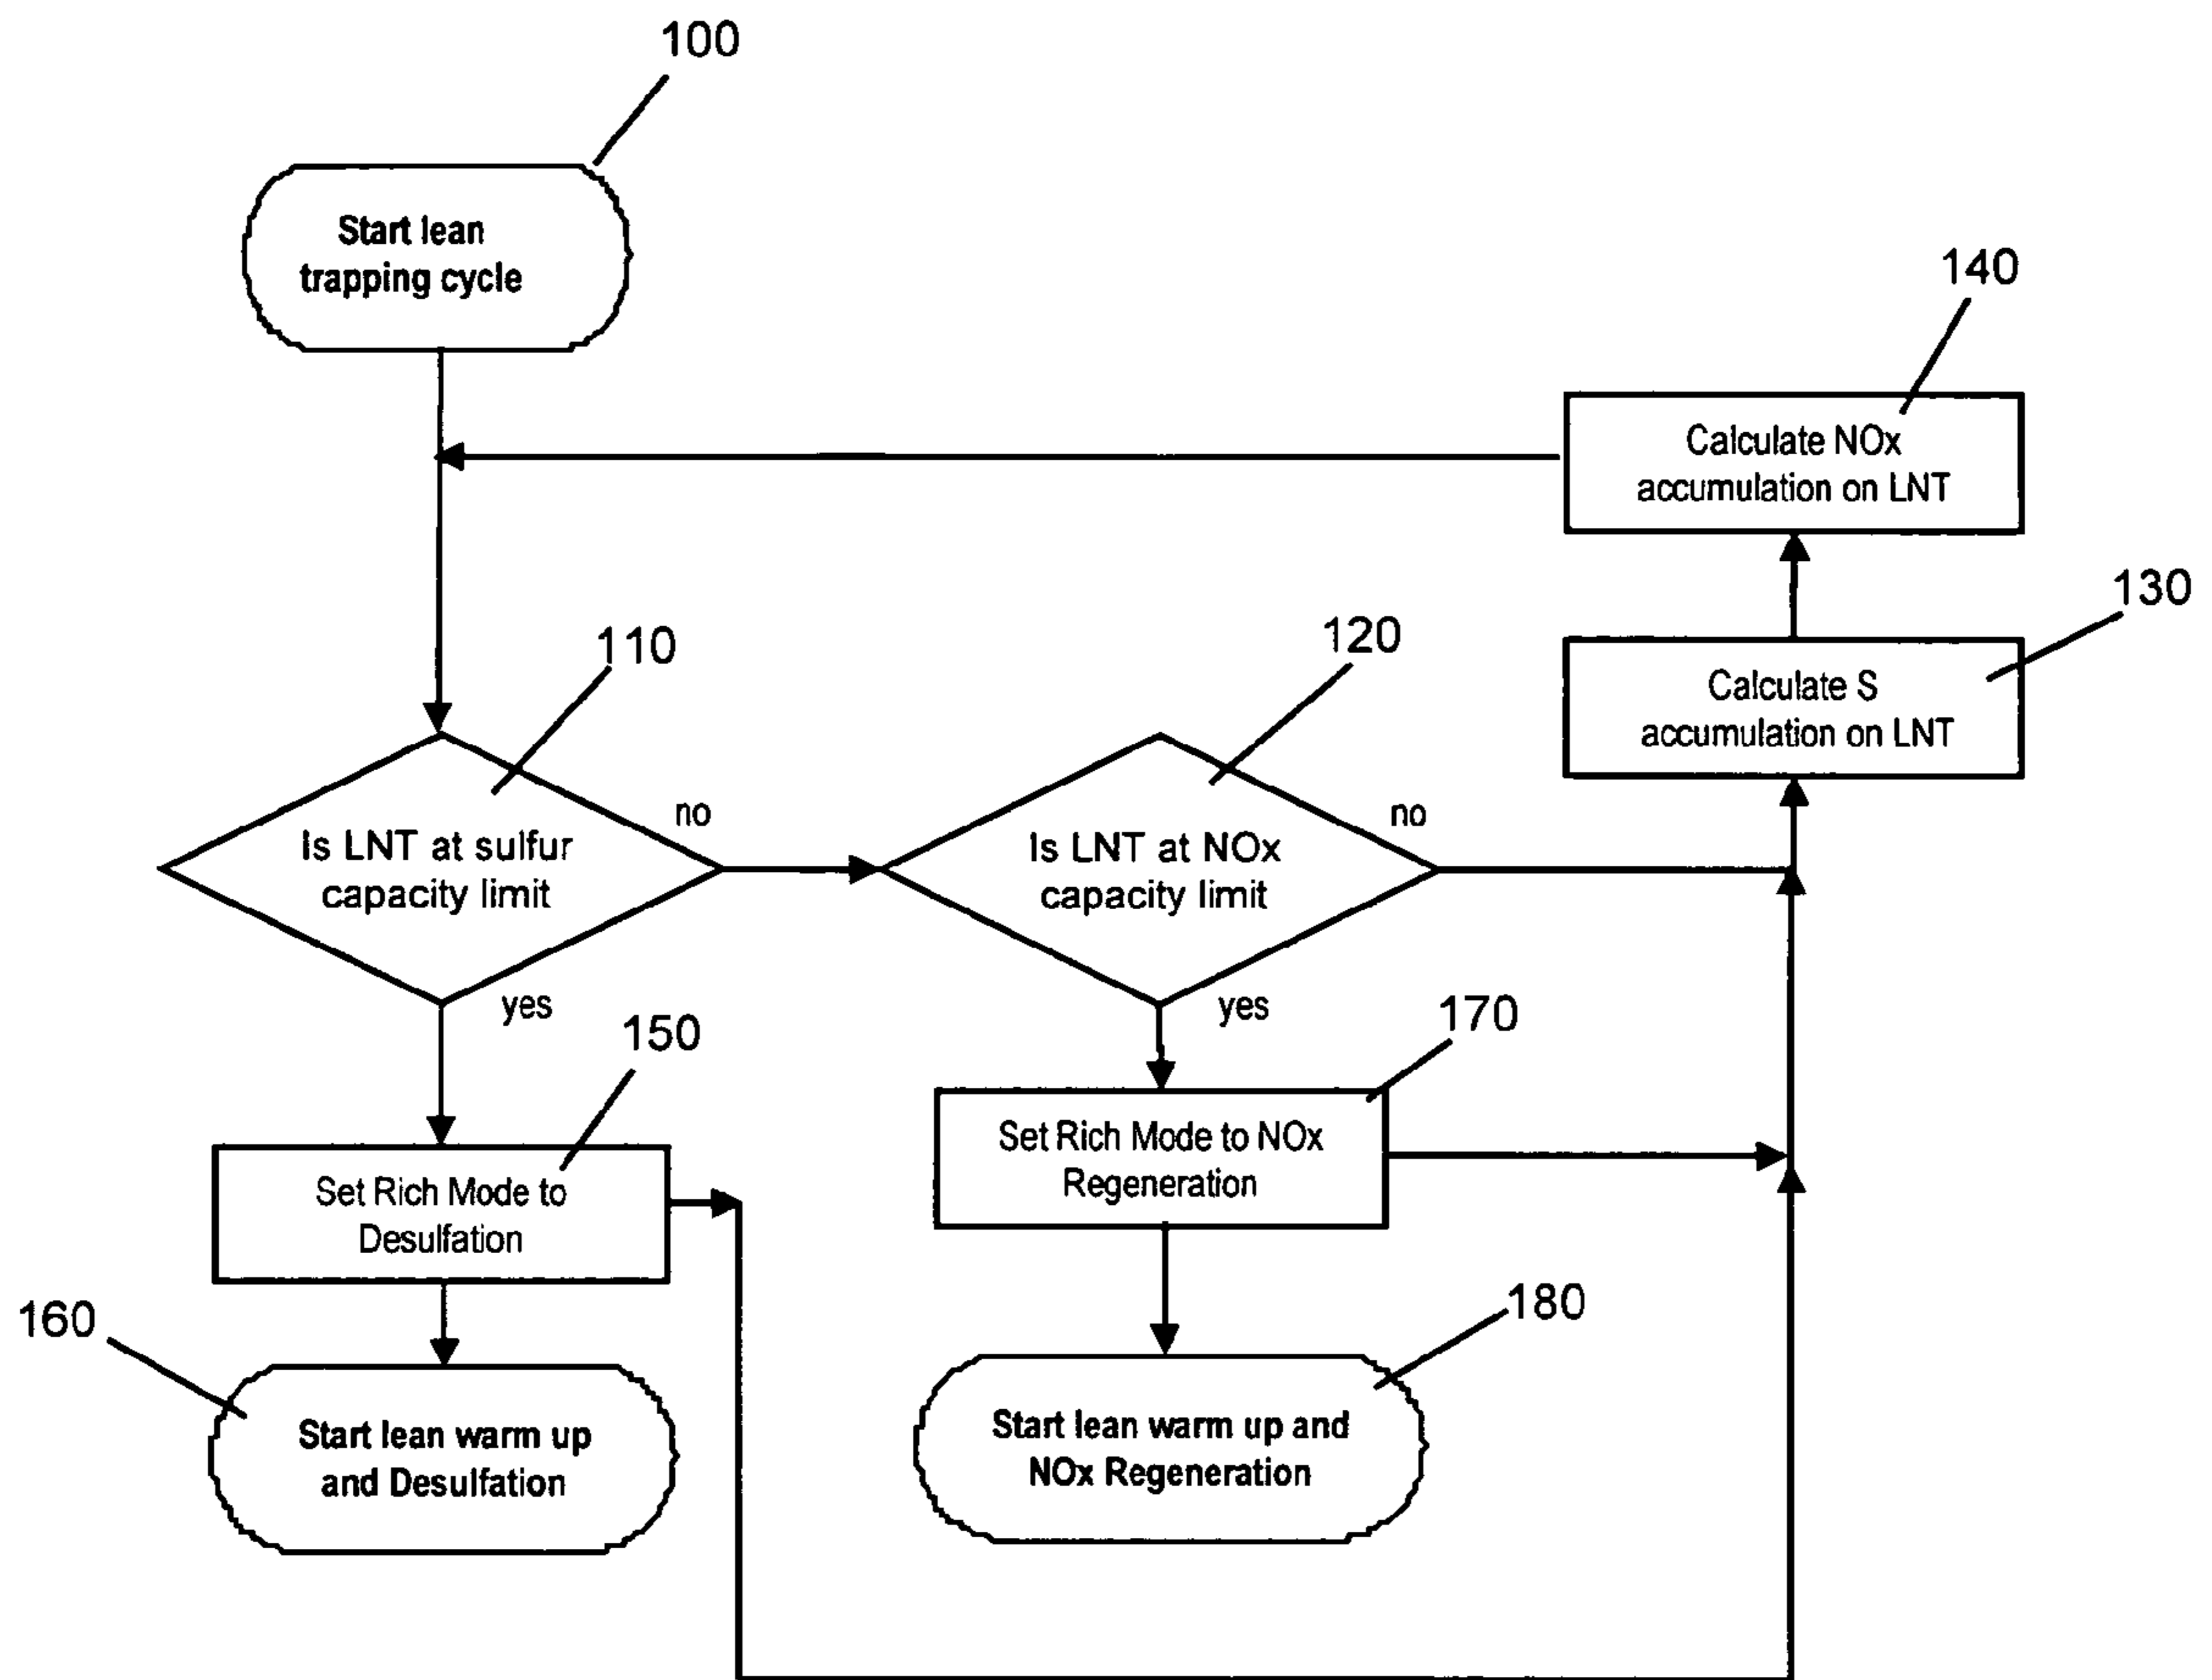 100
Start lean
trapping cycle
140
Calculate NOx
accumulation on LNT
130
Calculate S
accumulation on LNT
110
120
no
no
Is LNT at sulfur
capacity limit
Is LNT at NOx
capacity limit
yes
yes
150
170
Set Rich Mode to
Desulfation
Set Rich Mode to NOx
Regeneration
160
180
Start lean warm up
and Desulfation
Start lean warm up and
NOx Regeneration